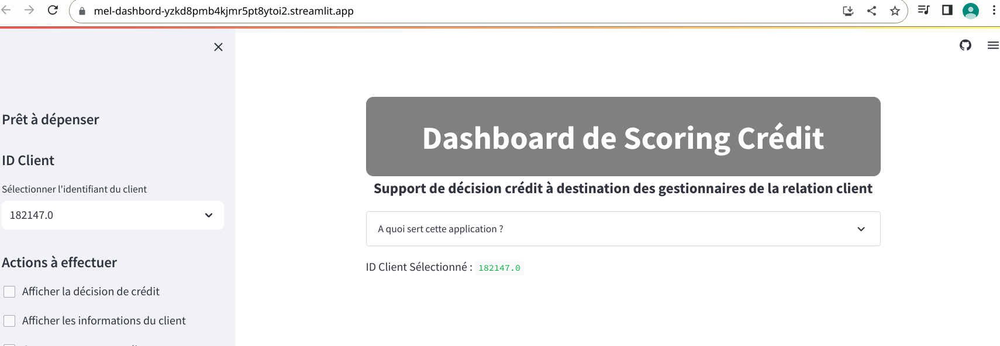 mel-dashbord-yzkd8pmb4kjmr5pt8ytoi2.streamlit.app
Prêt à dépenser
ID Client
Sélectionner l'identifiant du client
182147.0
Actions à effectuer
Afficher la décision de crédit
Afficher les informations du client
Dashboard de Scoring Crédit
Support de décision crédit à destination des gestionnaires de la relation client
A quoi sert cette application ?
ID Client Sélectionné : 182147.0